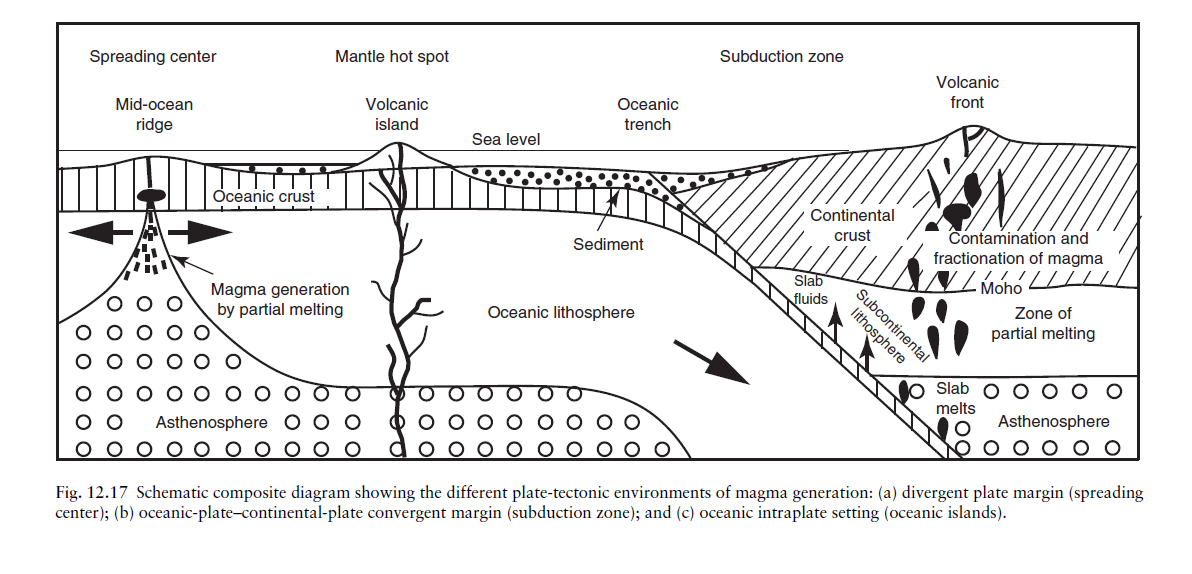 Spreading center
Mantle hot spot
Subduction zone
Mid-ocean
ridge
Volcanic
island
Oceanic
trench
Volcanic
front
Sea level
Oceanic crust
Sediment
Continental
crust
Contamination and
fractionation of magma
Magma generation
by partial melting
Oceanic lithosphere
Slab
fluids
Subcontinental
lithosphere
Moho
Zone of
partial melting
Asthenosphere
Slab
melts
Asthenosphere
Fig. 12.17 Schematic composite diagram showing the different plate-tectonic environments of magma generation: (a) divergent plate margin (spreading
center); (b) oceanic-plate–continental-plate convergent margin (subduction zone); and (c) oceanic intraplate setting (oceanic islands).